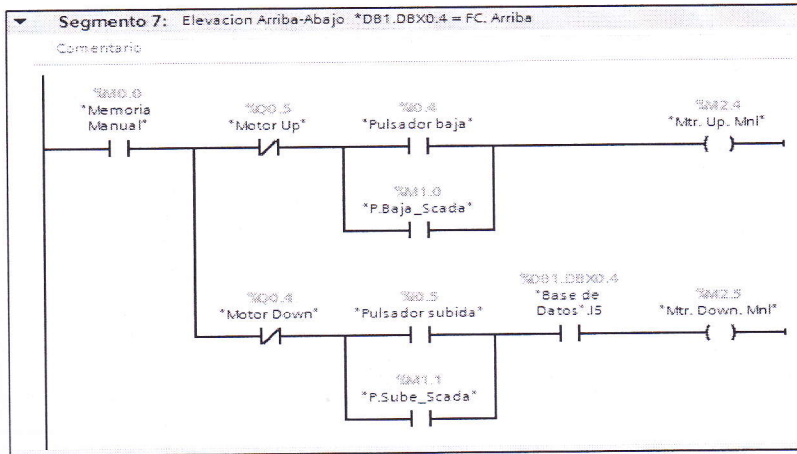 Segmento 7: Elevacion Arriba-Abajo. "DB1.DBX0.4 = FC. Arriba
Comentario
%M0.0
"Memoria
Manual"
%Q0.5
"Motor Up"
%I0.4
"Pulsador baja"
%M2.4
"Mtr. Up. Mnl"
%M1.0
"P.Baja_Scada"
%Q0.4
"Motor Down"
%I0.5
"Pulsador subida"
%DB1.DBX0.4
"Base de
Datos".I5
%M2.5
"Mtr. Down. Mnl"
%M1.1
"P.Sube_Scada"